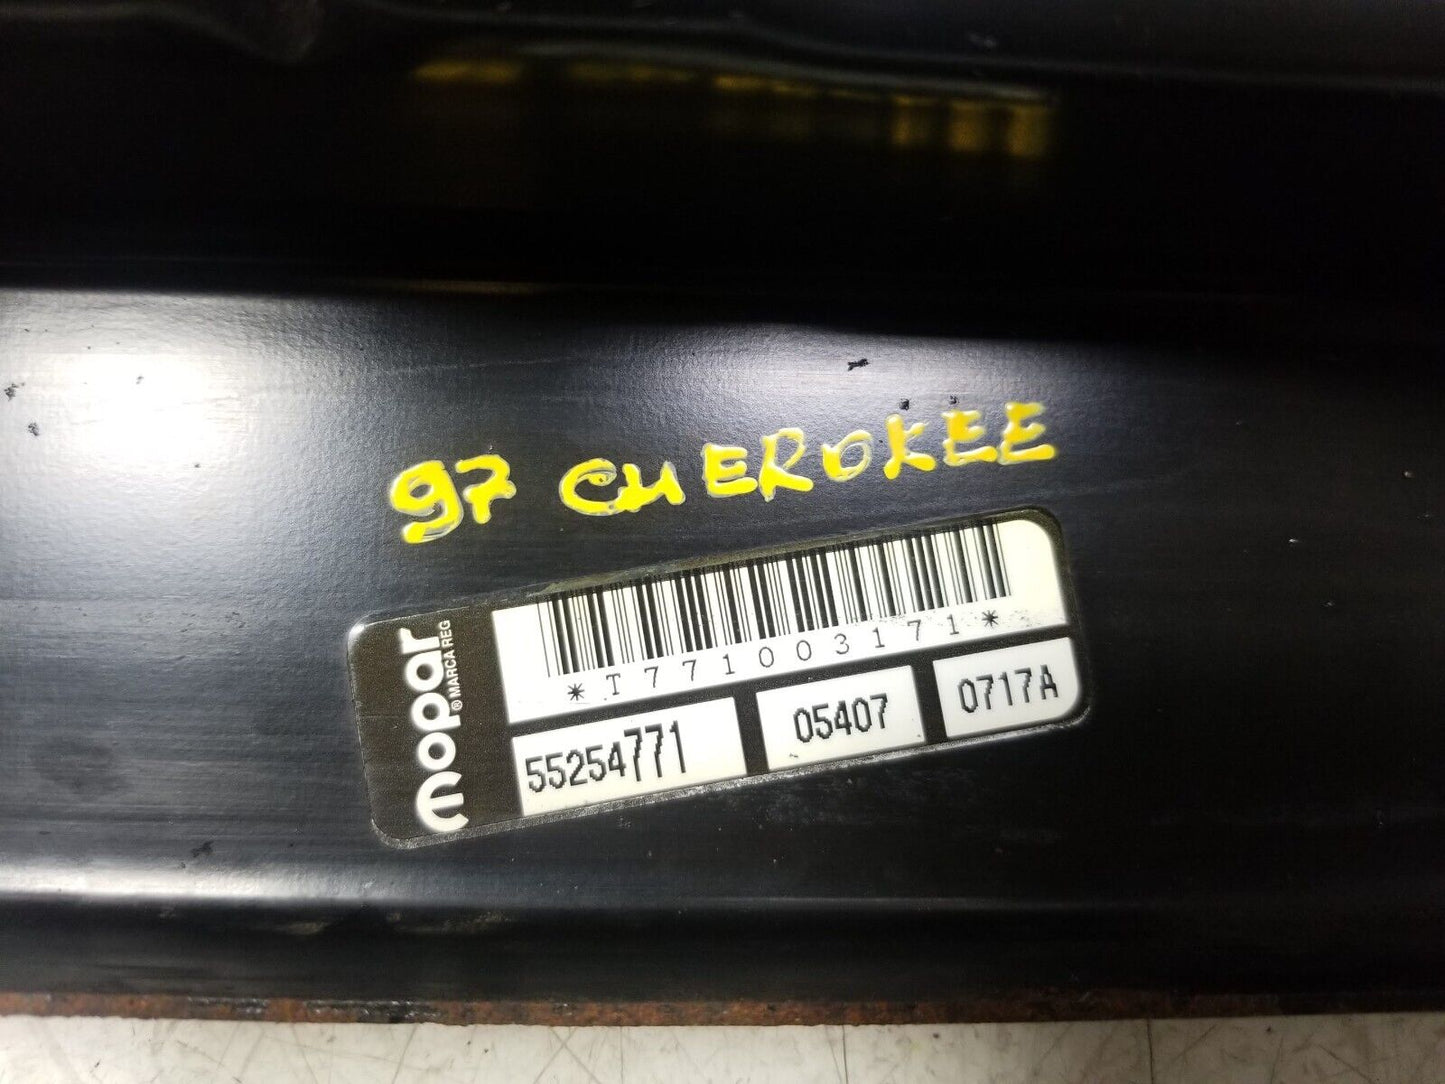 97 CHEROKEE
mopar
® MARCA REG
*T771003171*
55254771
05407
0717A